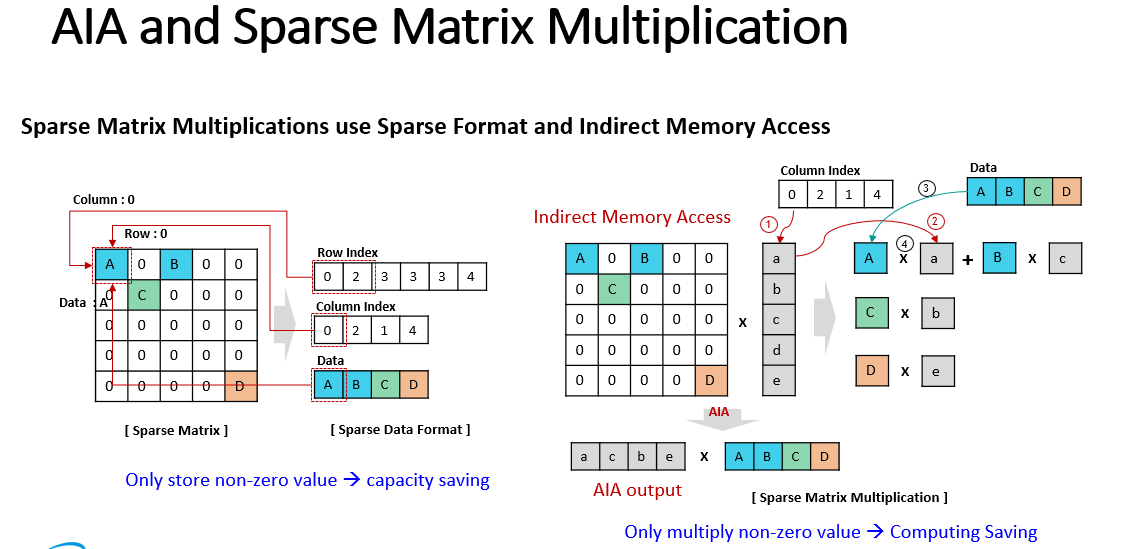 AIA and Sparse Matrix Multiplication
Sparse Matrix Multiplications use Sparse Format and Indirect Memory Access
Column : 0
Row : 0
A 0 B 0 0
Data : A
0 C 0 0 0
0 0 0 0 0
0 0 0 0 0
0 0 0 0 D
[ Sparse Matrix ]
Row Index
0 2 3 3 3 4
Column Index
0 2 1 4
Data
A B C D
[ Sparse Data Format ]
Only store non-zero value → capacity saving
Indirect Memory Access
A 0 B 0 0
0 C 0 0 0
0 0 0 0 0
0 0 0 0 0
0 0 0 0 D
x
Column Index
0 2 1 4
①
a
b
c
d
e
Data
A B C D
③
②
④
A x a + B x c
C x b
D x e
AIA
a c b e x A B C D
AIA output
[ Sparse Matrix Multiplication ]
Only multiply non-zero value → Computing Saving